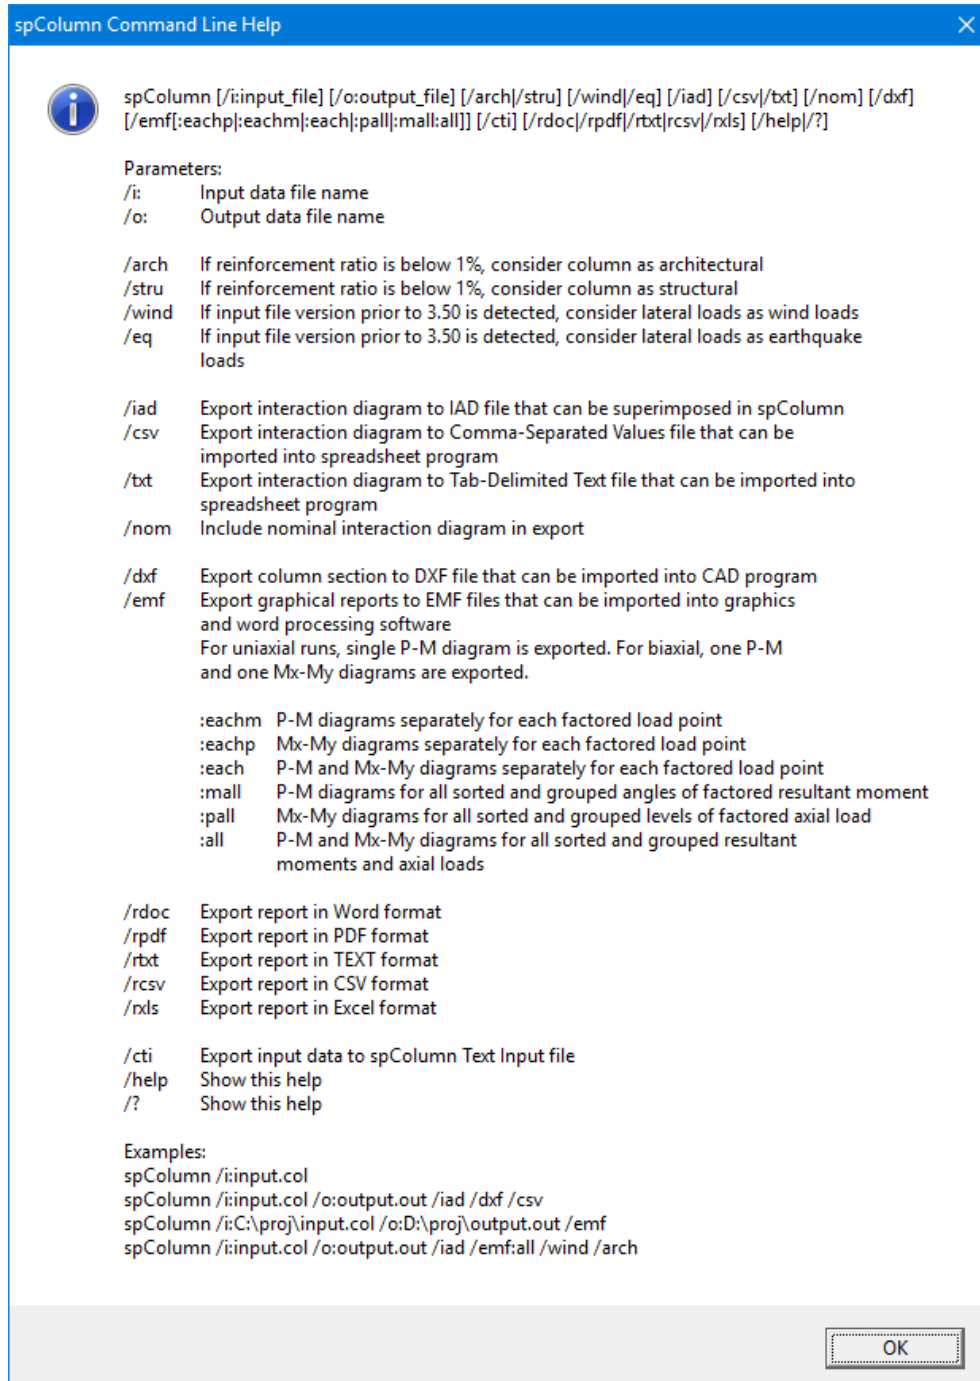 spColumn Command Line Help
spColumn [/i:input_file] [/o:output_file] [/arch|/stru] [/wind|/eq] [/iad] [/csv|/txt] [/nom] [/dxf]
[/emf[:eachp|:eachm|:each|:pall|:mall:all]] [/cti] [/rdoc|/rpdf|/rtxt|rcsv|/rxls] [/help|/?]
Parameters:
/i: Input data file name
/o: Output data file name
/arch If reinforcement ratio is below 1%, consider column as architectural
/stru If reinforcement ratio is below 1%, consider column as structural
/wind If input file version prior to 3.50 is detected, consider lateral loads as wind loads
/eq If input file version prior to 3.50 is detected, consider lateral loads as earthquake
loads
/iad Export interaction diagram to IAD file that can be superimposed in spColumn
/csv Export interaction diagram to Comma-Separated Values file that can be
imported into spreadsheet program
/txt Export interaction diagram to Tab-Delimited Text file that can be imported into
spreadsheet program
/nom Include nominal interaction diagram in export
/dxf Export column section to DXF file that can be imported into CAD program
/emf Export graphical reports to EMF files that can be imported into graphics
and word processing software
For uniaxial runs, single P-M diagram is exported. For biaxial, one P-M
and one Mx-My diagrams are exported.
:eachm P-M diagrams separately for each factored load point
:eachp Mx-My diagrams separately for each factored load point
:each P-M and Mx-My diagrams separately for each factored load point
:mall P-M diagrams for all sorted and grouped angles of factored resultant moment
:pall Mx-My diagrams for all sorted and grouped levels of factored axial load
:all P-M and Mx-My diagrams for all sorted and grouped resultant
moments and axial loads
/rdoc Export report in Word format
/rpdf Export report in PDF format
/rtxt Export report in TEXT format
/rcsv Export report in CSV format
/rxls Export report in Excel format
/cti Export input data to spColumn Text Input file
/help Show this help
/? Show this help
Examples:
spColumn /i:input.col
spColumn /i:input.col /o:output.out /iad /dxf /csv
spColumn /i:C:\proj\input.col /o:D:\proj\output.out /emf
spColumn /i:input.col /o:output.out /iad /emf:all /wind /arch
OK